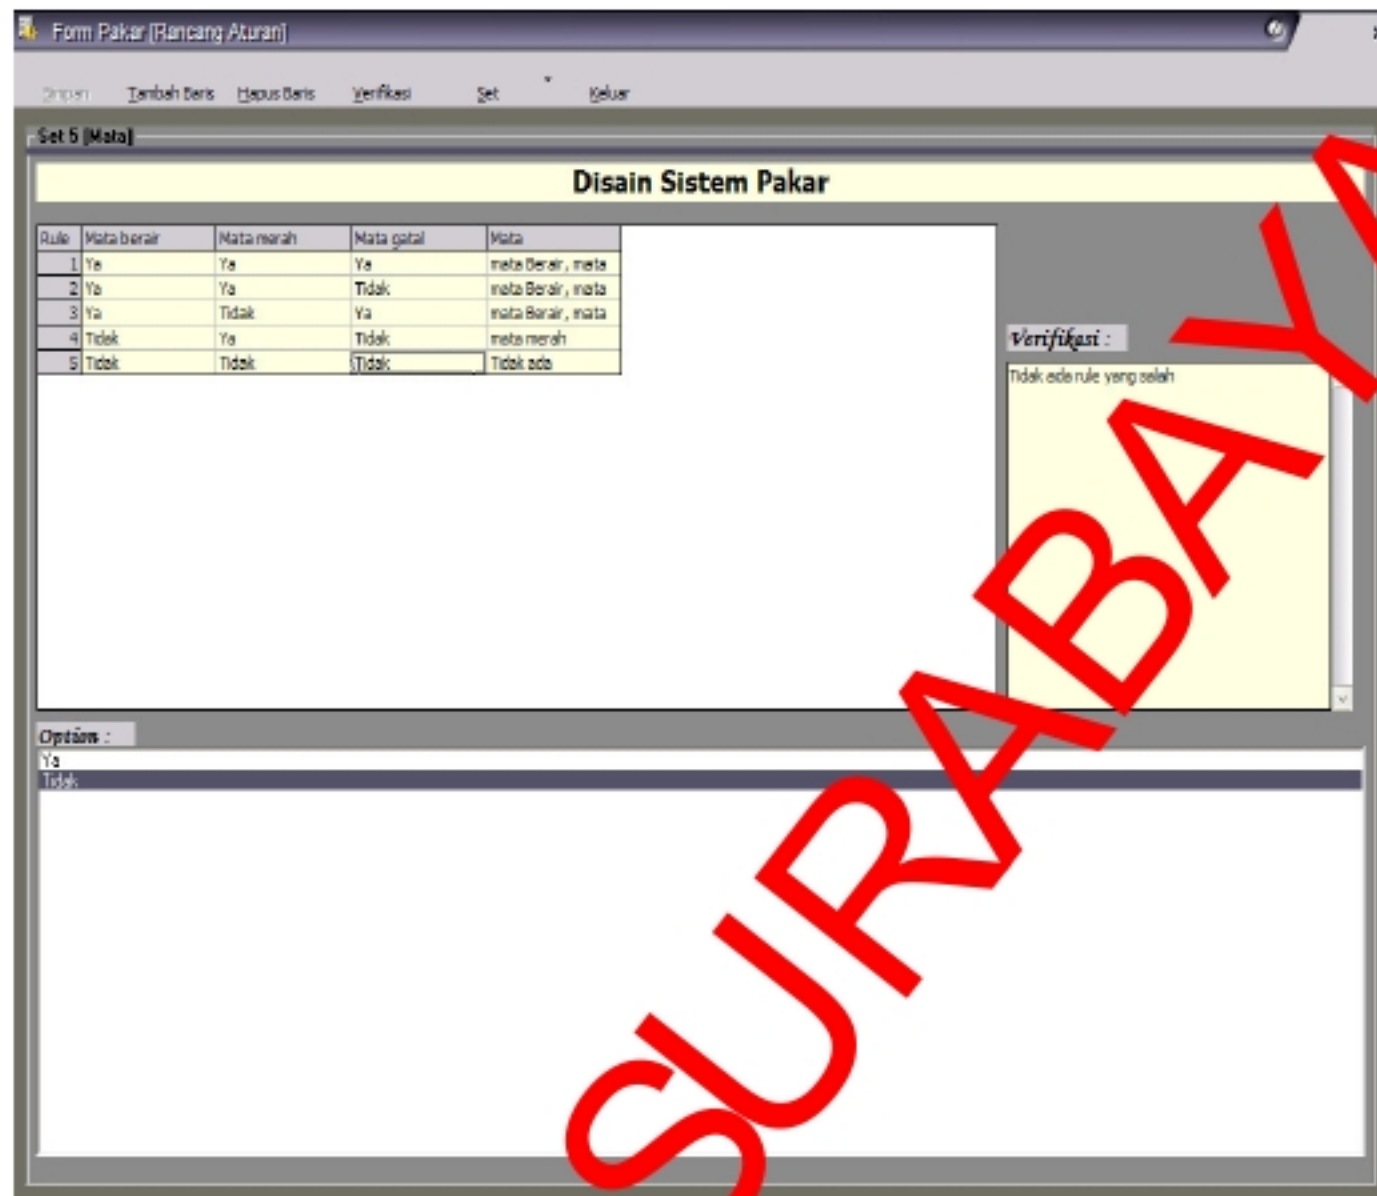 Form Pakar [Rancang Aturan]
Simpan Tambah Baris Hapus Baris Verifikasi Set Keluar
Set 5 [Mata]
Disain Sistem Pakar
Rule Mata berair Mata merah Mata gatal Mata
1 Ya Ya Ya mata Berair, mata
2 Ya Ya Tidak mata Berair, mata
3 Ya Tidak Ya mata Berair, mata
4 Tidak Ya Tidak mata merah
5 Tidak Tidak Tidak Tidak ada
Verifikasi :
Tidak ada rule yang salah
Option :
Ya
Tidak
SURABAYA